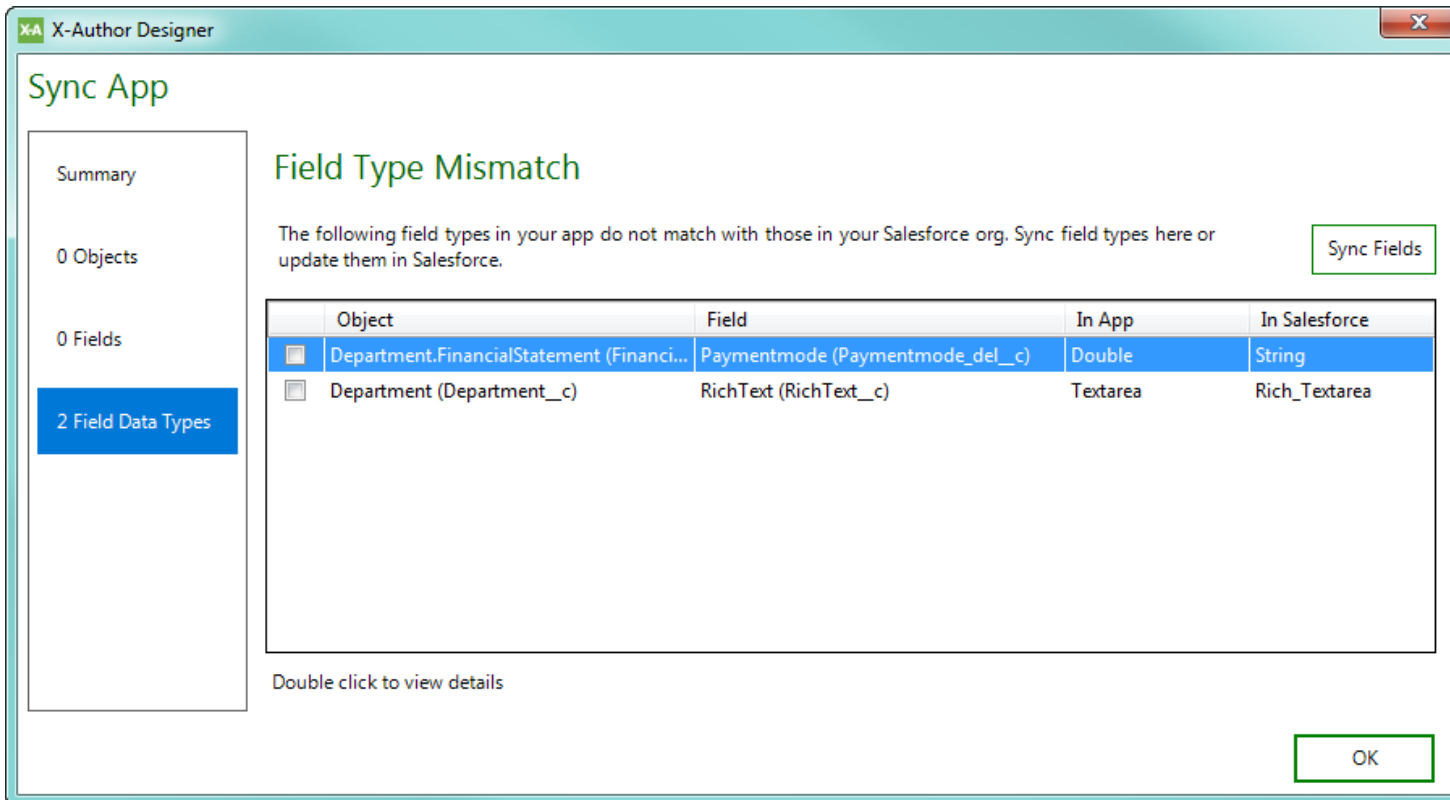 X-A X-Author Designer
Sync App
Summary
0 Objects
0 Fields
2 Field Data Types
Field Type Mismatch
The following field types in your app do not match with those in your Salesforce org. Sync field types here or
update them in Salesforce.
Sync Fields
Object Field In App In Salesforce
Department.FinancialStatement (Financi... Paymentmode (Paymentmode_del__c) Double String
Department (Department__c) RichText (RichText__c) Textarea Rich_Textarea
Double click to view details
OK